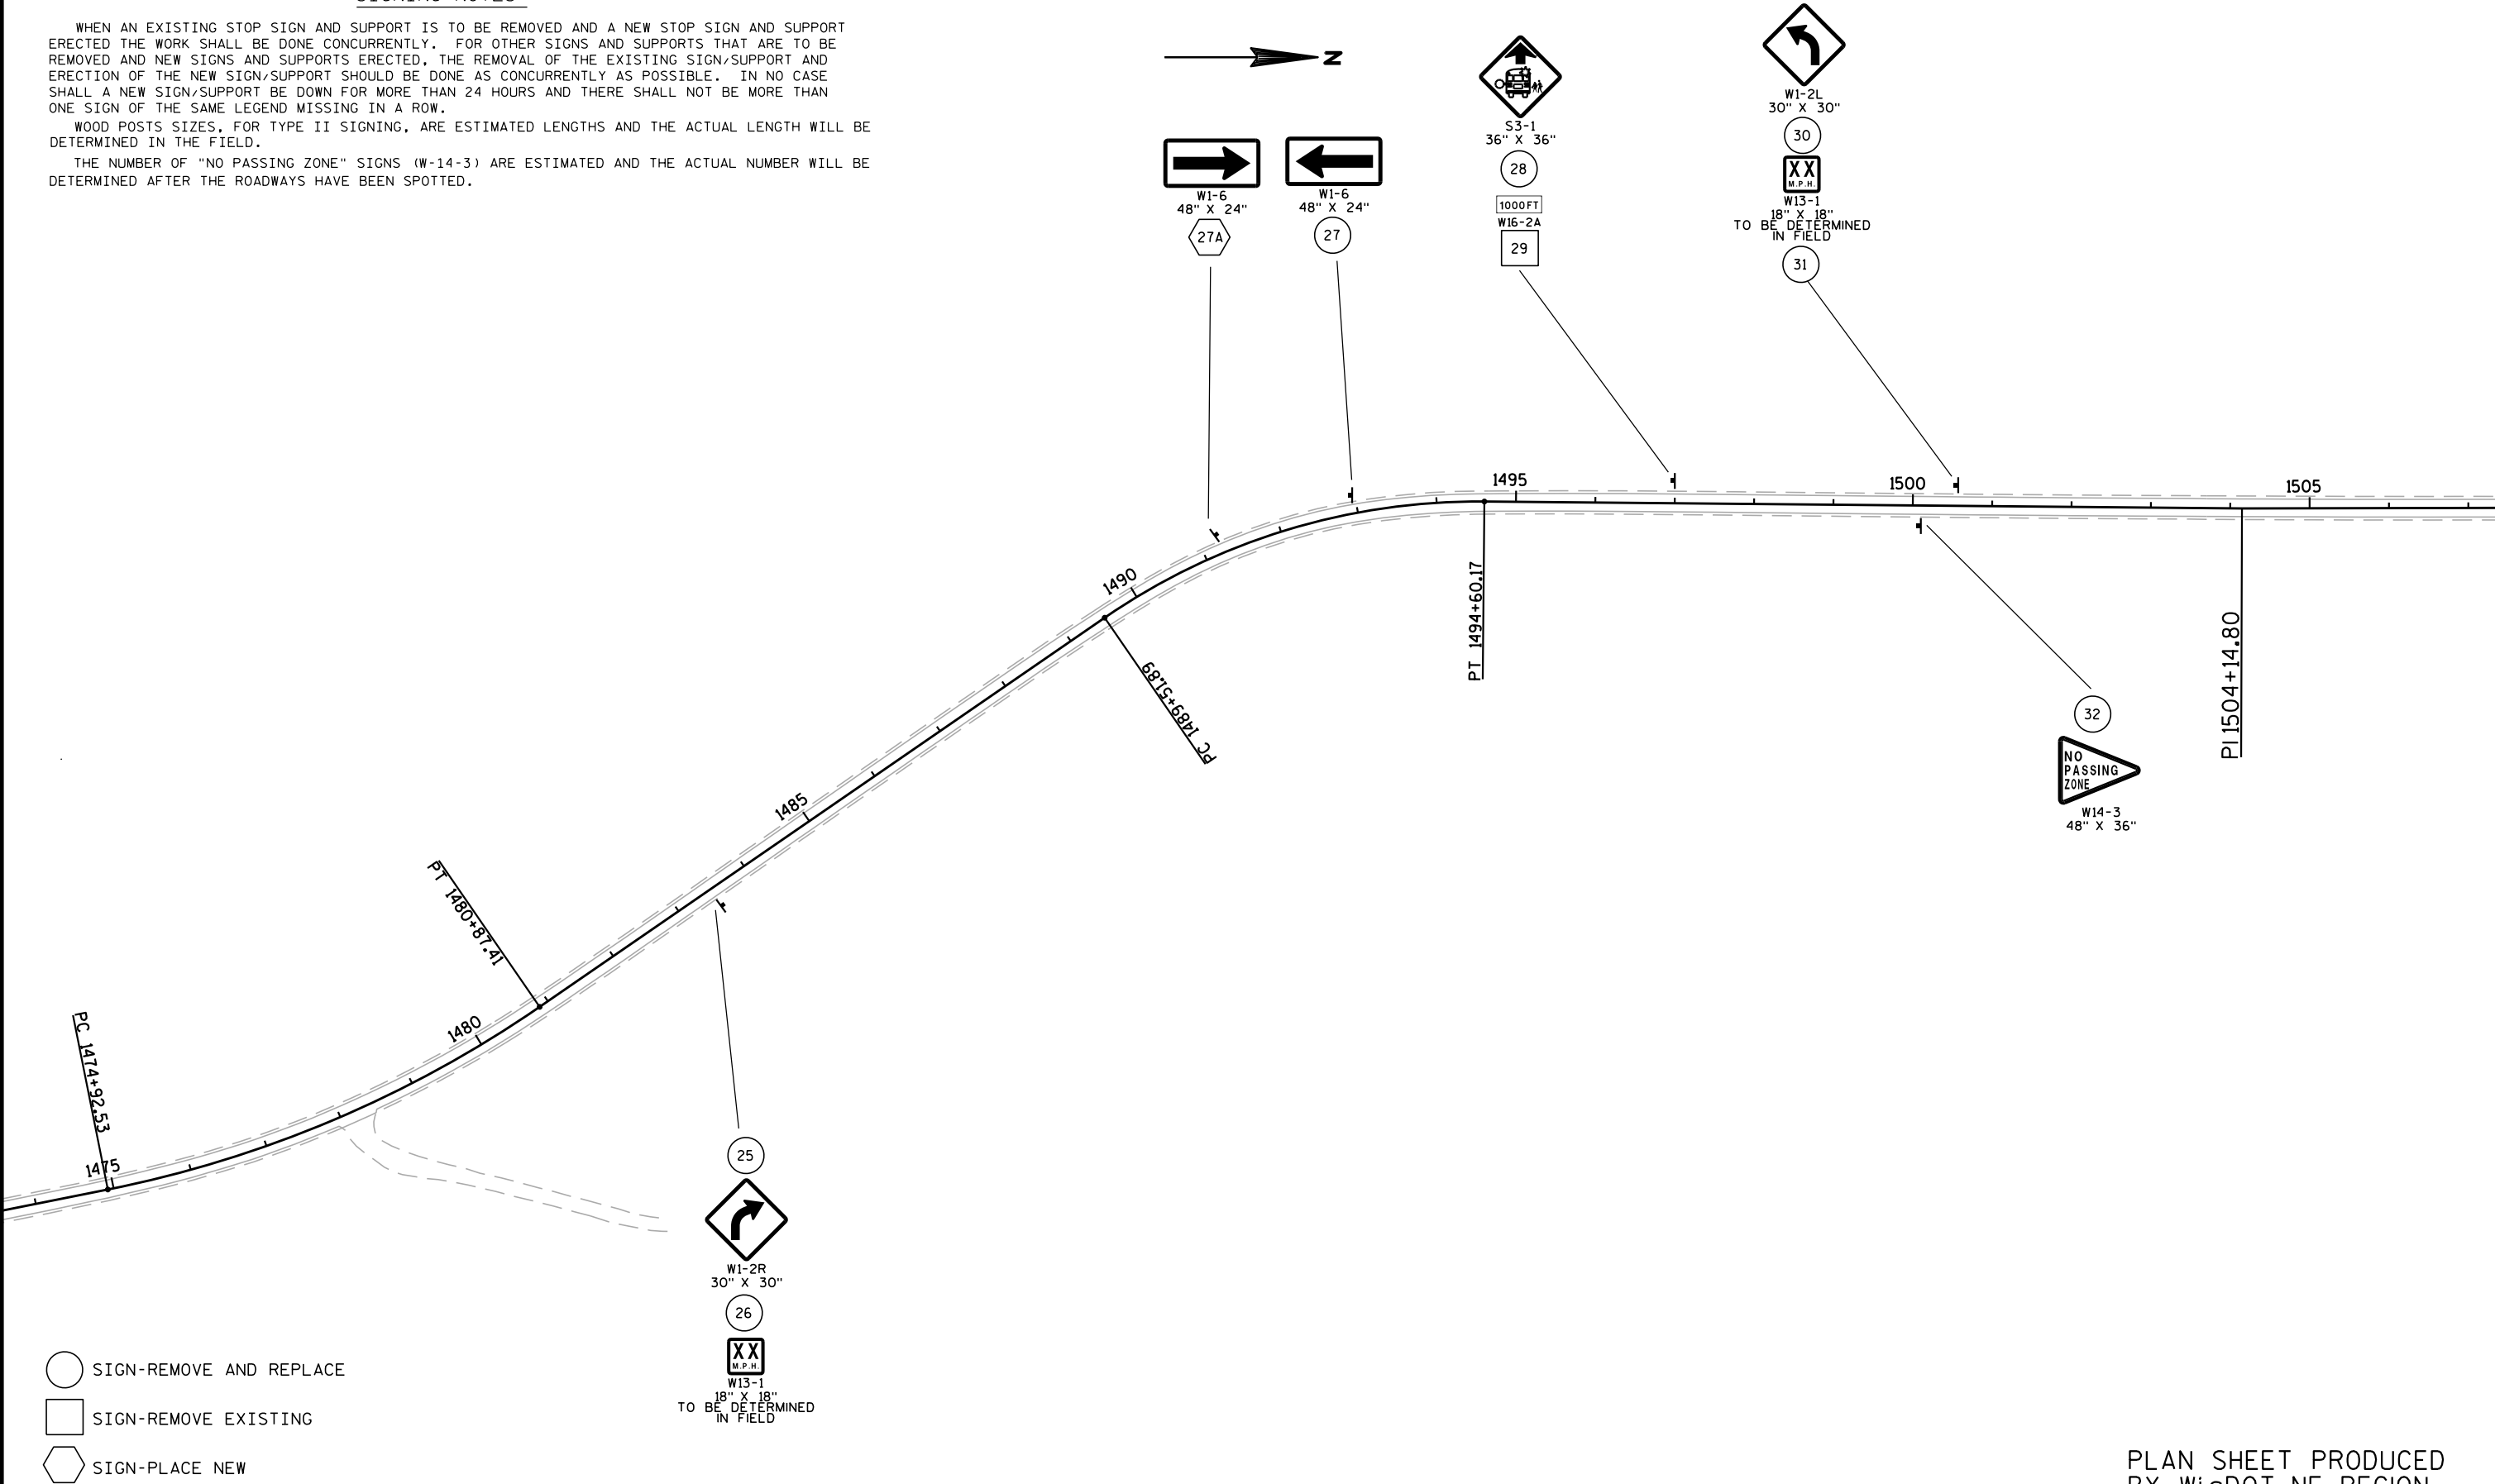 SIGNING NOTES
WHEN AN EXISTING STOP SIGN AND SUPPORT IS TO BE REMOVED AND A NEW STOP SIGN AND SUPPORT
ERECTED THE WORK SHALL BE DONE CONCURRENTLY.  FOR OTHER SIGNS AND SUPPORTS THAT ARE TO BE
REMOVED AND NEW SIGNS AND SUPPORTS ERECTED, THE REMOVAL OF THE EXISTING SIGN/SUPPORT AND
ERECTION OF THE NEW SIGN/SUPPORT SHOULD BE DONE AS CONCURRENTLY AS POSSIBLE.  IN NO CASE
SHALL A NEW SIGN/SUPPORT BE DOWN FOR MORE THAN 24 HOURS AND THERE SHALL NOT BE MORE THAN
ONE SIGN OF THE SAME LEGEND MISSING IN A ROW.
WOOD POSTS SIZES, FOR TYPE II SIGNING, ARE ESTIMATED LENGTHS AND THE ACTUAL LENGTH WILL BE
DETERMINED IN THE FIELD.
THE NUMBER OF "NO PASSING ZONE" SIGNS (W-14-3) ARE ESTIMATED AND THE ACTUAL NUMBER WILL BE
DETERMINED AFTER THE ROADWAYS HAVE BEEN SPOTTED.
N
W1-6
48" X 24"
27A
W1-6
48" X 24"
27
S3-1
36" X 36"
28
1000FT
W16-2A
29
W1-2L
30" X 30"
30
XX
M.P.H.
W13-1
18" X 18"
TO BE DETERMINED
IN FIELD
31
1495
1500
1505
1490
PT 1494+60.17
PI 1504+14.80
PC 1489+51.89
32
NO
PASSING
ZONE
W14-3
48" X 36"
1485
PT 1480+87.41
1480
PC 1474+92.53
1475
25
W1-2R
30" X 30"
26
XX
M.P.H.
W13-1
18" X 18"
TO BE DETERMINED
IN FIELD
SIGN-REMOVE AND REPLACE
SIGN-REMOVE EXISTING
SIGN-PLACE NEW
PLAN SHEET PRODUCED
BY WisDOT NE REGION